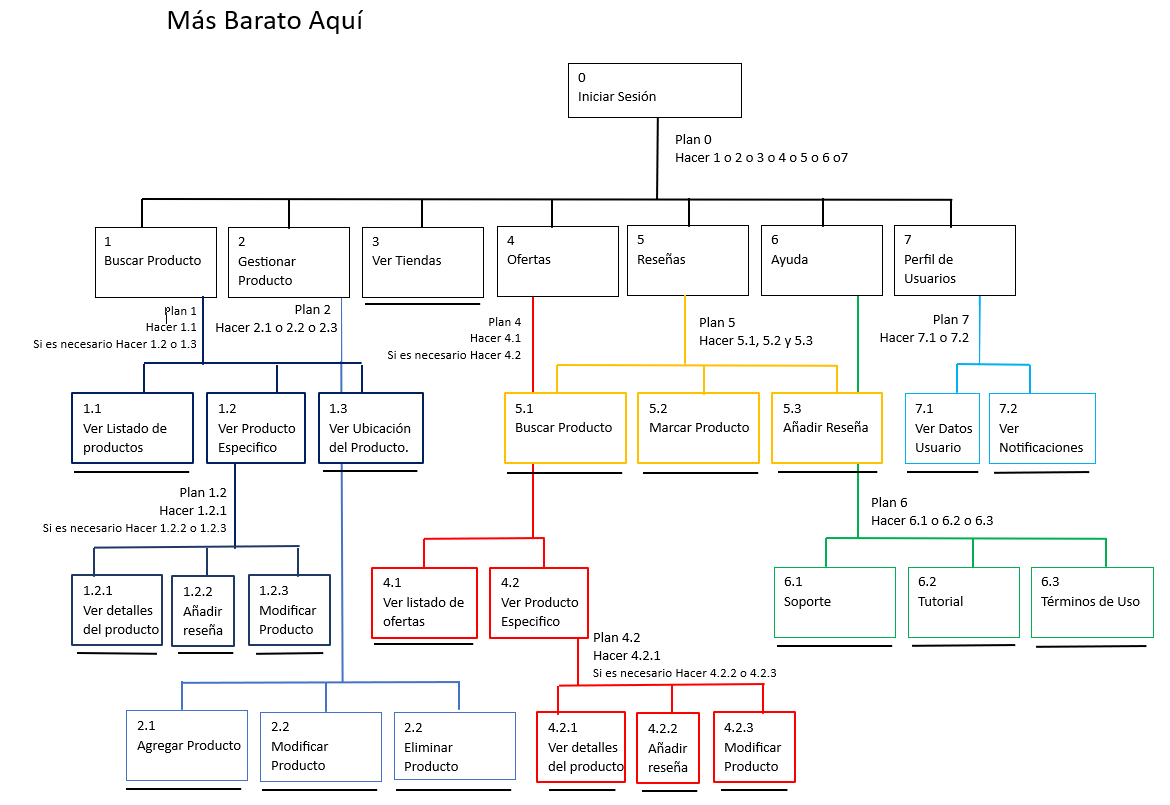 Más Barato Aquí
0
Iniciar Sesión
Plan 0
Hacer 1 o 2 o 3 o 4 o 5 o 6 o7
1
Buscar Producto
2
Gestionar
Producto
3
Ver Tiendas
4
Ofertas
5
Reseñas
6
Ayuda
7
Perfil de
Usuarios
Plan 1
Hacer 1.1
Si es necesario Hacer 1.2 o 1.3
Plan 2
Hacer 2.1 o 2.2 o 2.3
Plan 4
Hacer 4.1
Si es necesario Hacer 4.2
Plan 5
Hacer 5.1, 5.2 y 5.3
Plan 7
Hacer 7.1 o 7.2
1.1
Ver Listado de
productos
1.2
Ver Producto
Especifico
1.3
Ver Ubicación
del Producto.
5.1
Buscar Producto
5.2
Marcar Producto
5.3
Añadir Reseña
7.1
Ver Datos
Usuario
7.2
Ver
Notificaciones
Plan 1.2
Hacer 1.2.1
Si es necesario Hacer 1.2.2 o 1.2.3
Plan 6
Hacer 6.1 o 6.2 o 6.3
1.2.1
Ver detalles
del producto
1.2.2
Añadir
reseña
1.2.3
Modificar
Producto
4.1
Ver listado de
ofertas
4.2
Ver Producto
Especifico
6.1
Soporte
6.2
Tutorial
6.3
Términos de Uso
Plan 4.2
Hacer 4.2.1
Si es necesario Hacer 4.2.2 o 4.2.3
2.1
Agregar Producto
2.2
Modificar
Producto
2.2
Eliminar
Producto
4.2.1
Ver detalles
del producto
4.2.2
Añadir
reseña
4.2.3
Modificar
Producto